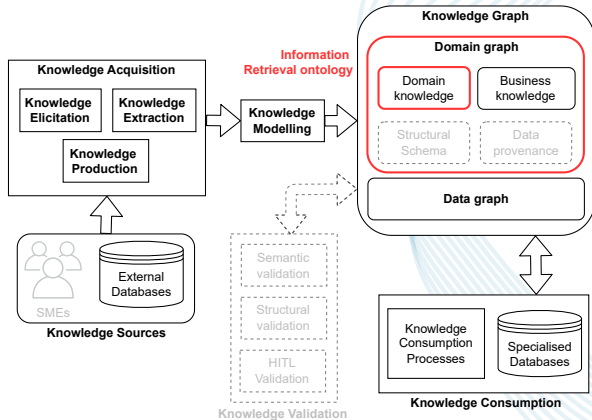 Knowledge Graph
Information
Retrieval ontology
Domain graph
Knowledge Acquisition
Knowledge
Elicitation
Knowledge
Extraction
Knowledge
Production
Knowledge
Modelling
Domain
knowledge
Business
knowledge
Structural
Schema
Data
provenance
Data graph
SMEs
External
Databases
Knowledge Sources
Semantic
validation
Structural
validation
HITL
Validation
Knowledge Validation
Knowledge
Consumption
Processes
Specialised
Databases
Knowledge Consumption